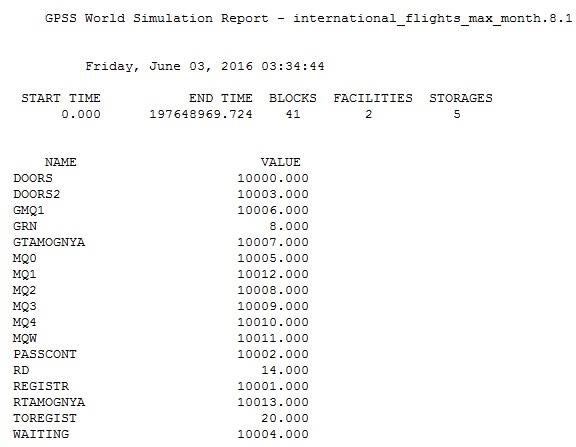 GPSS World Simulation Report - international_flights_max_month.8.1
Friday, June 03, 2016 03:34:44
START TIME END TIME BLOCKS FACILITIES STORAGES
0.000 197648969.724 41 2 5
NAME VALUE
DOORS 10000.000
DOORS2 10003.000
GMQ1 10006.000
GRN 8.000
GTAMOGNYA 10007.000
MQ0 10005.000
MQ1 10012.000
MQ2 10008.000
MQ3 10009.000
MQ4 10010.000
MQW 10011.000
PASSCONT 10002.000
RD 14.000
REGISTR 10001.000
RTAMOGNYA 10013.000
TOREGIST 20.000
WAITING 10004.000